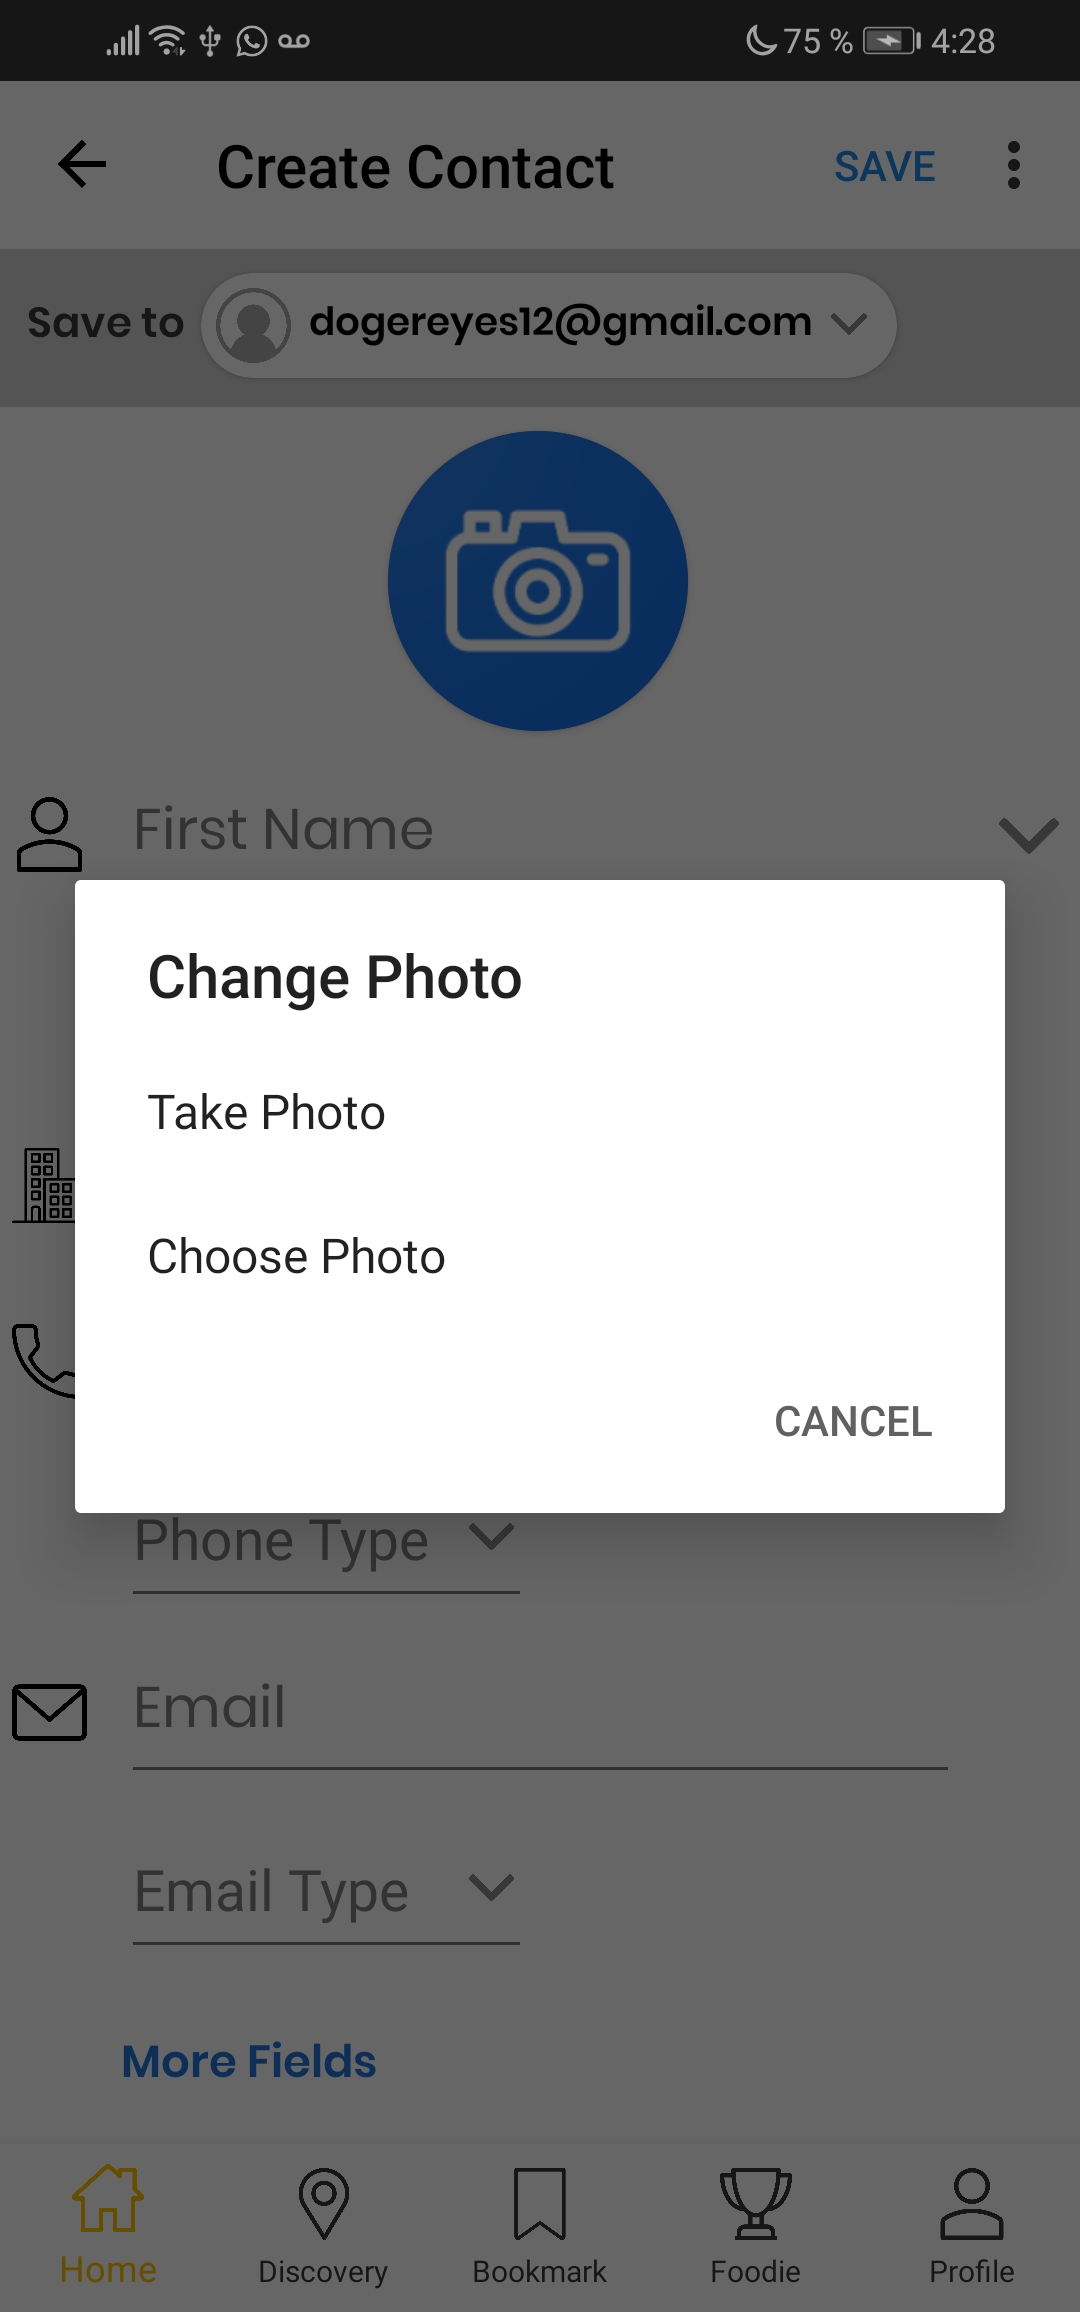 75 % 4:28
Create Contact SAVE
Save to dogereyes12@gmail.com
First Name
Change Photo
Take Photo
Choose Photo
CANCEL
Phone Type
Email
Email Type
More Fields
Home Discovery Bookmark Foodie Profile